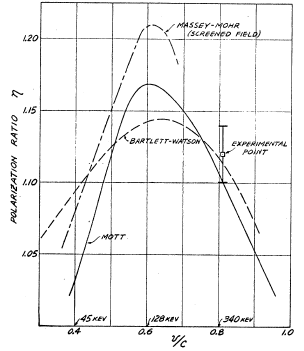 MASSEY-MOHR
(SCREENED FIELD)
1.20
1.15
1.10
1.05
POLARIZATION RATIO η
BARTLETT-WATSON
EXPERIMENTAL
POINT
MOTT
45 KEV
128 KEV
340 KEV
0.4
0.6
0.8
1.0
v/c